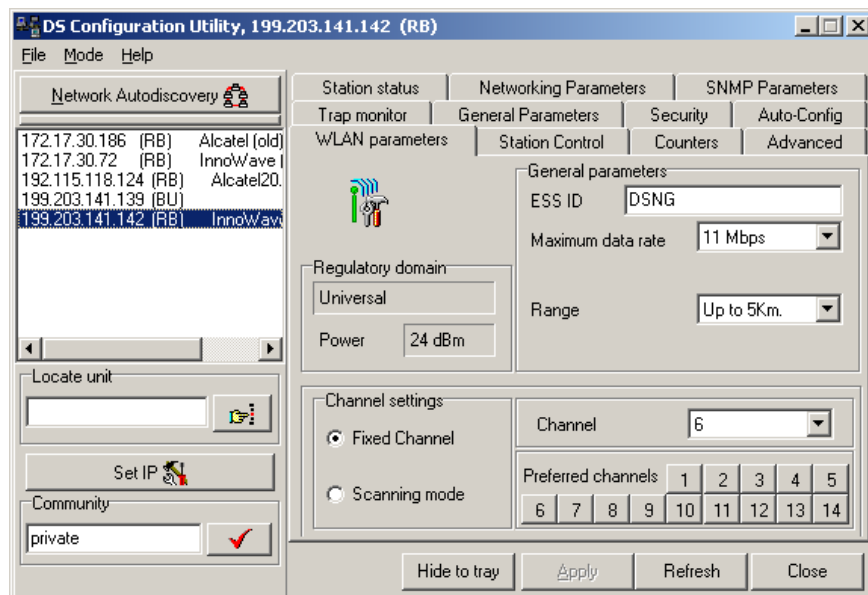 DS Configuration Utility, 199.203.141.142 (RB)
File Mode Help
Network Autodiscovery
172.17.30.186 (RB) Alcatel (old)
172.17.30.72 (RB) InnoWave
192.115.118.124 (RB) Alcatel20.
199.203.141.139 (BU)
199.203.141.142 (RB) InnoWave
Locate unit
Set IP
Community
private
Station status Networking Parameters SNMP Parameters
Trap monitor General Parameters Security Auto-Config
WLAN parameters Station Control Counters Advanced
Regulatory domain
Universal
Power 24 dBm
General parameters
ESS ID DSNG
Maximum data rate 11 Mbps
Range Up to 5Km.
Channel settings
Fixed Channel
Scanning mode
Channel 6
Preferred channels 1 2 3 4 5
6 7 8 9 10 11 12 13 14
Hide to tray Apply Refresh Close